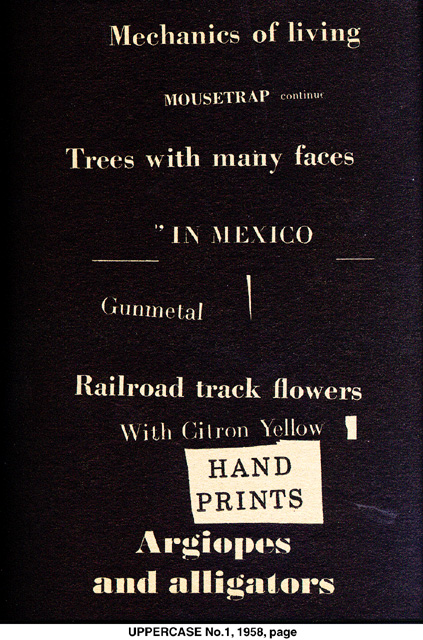 Mechanics of living
MOUSETRAP continue
Trees with many faces
" IN MEXICO
Gunmetal
Railroad track flowers
With Citron Yellow
HAND
PRINTS
Argiopes
and alligators
UPPERCASE No.1, 1958, page